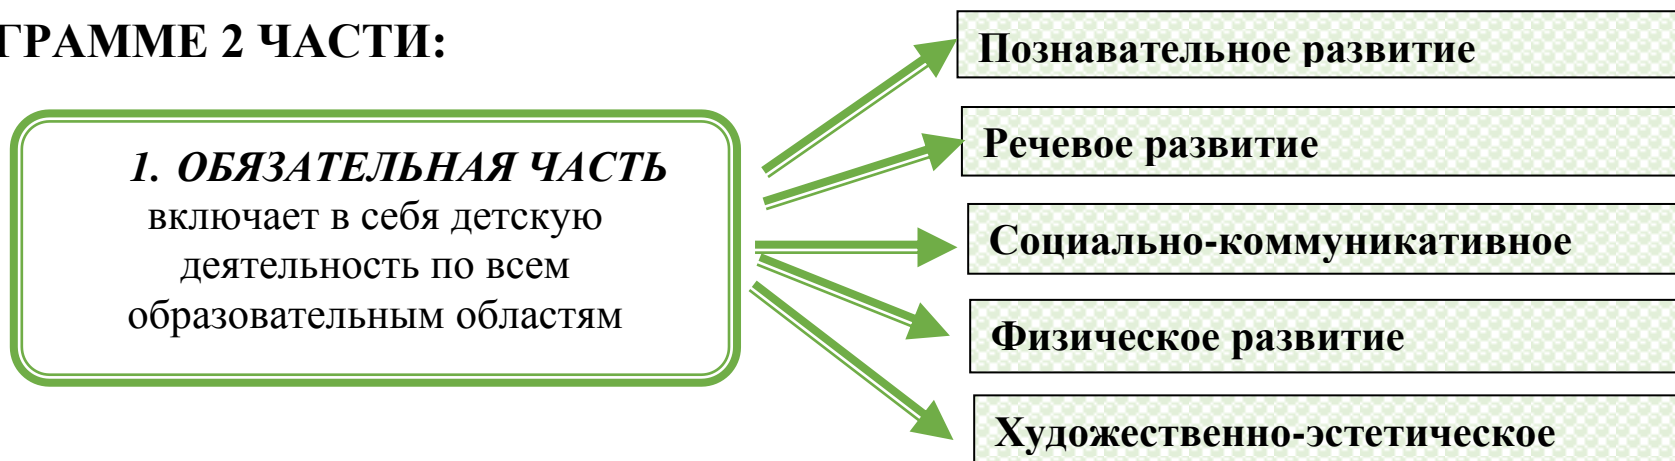 ГРАММЕ 2 ЧАСТИ:
1. ОБЯЗАТЕЛЬНАЯ ЧАСТЬ
включает в себя детскую
деятельность по всем
образовательным областям
Познавательное развитие
Речевое развитие
Социально-коммуникативное
Физическое развитие
Художественно-эстетическое